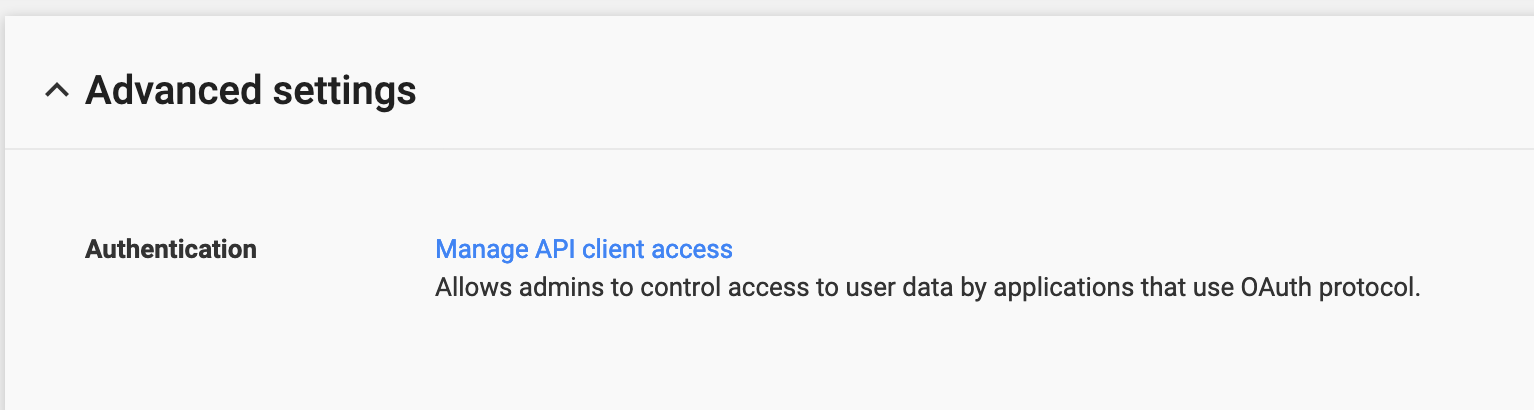 Advanced settings
Authentication
Manage API client access
Allows admins to control access to user data by applications that use OAuth protocol.